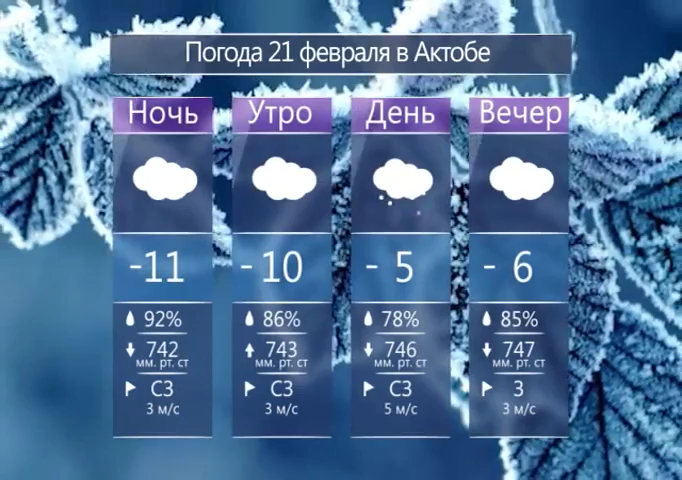 Погода 21 февраля в Актобе
Ночь Утро День Вечер
-11 -10 -5 -6
92% 86% 78% 85%
742 743 746 747
мм. рт. ст мм. рт. ст мм. рт. ст мм. рт. ст
СЗ СЗ СЗ З
3 м/с 3 м/с 5 м/с 3 м/с